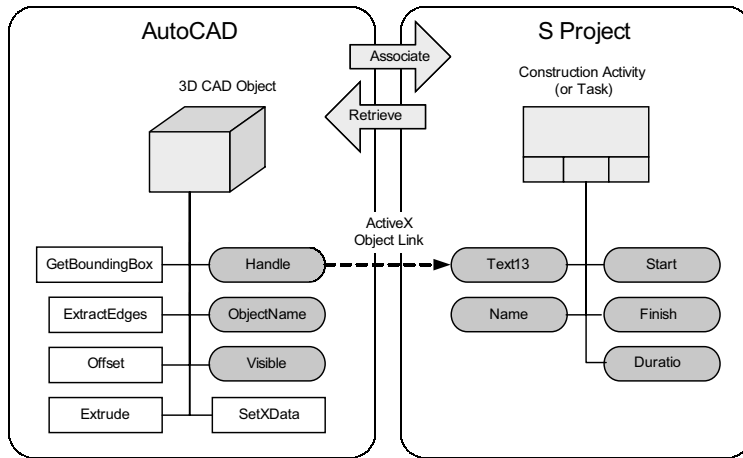 AutoCAD
S Project
Associate
Retrieve
3D CAD Object
Construction Activity
(or Task)
ActiveX
Object Link
GetBoundingBox
Handle
Text13
Start
ExtractEdges
ObjectName
Name
Finish
Offset
Visible
Duratio
Extrude
SetXData